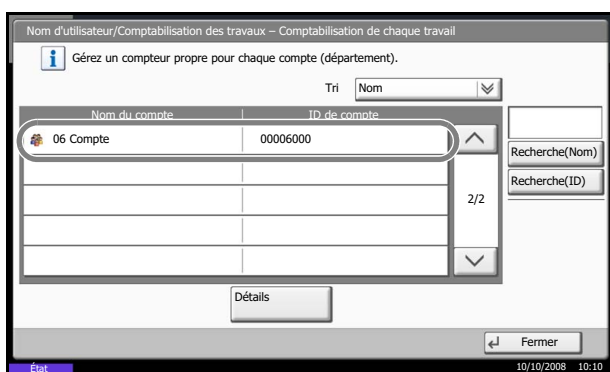 Nom d'utilisateur/Comptabilisation des travaux – Comptabilisation de chaque travail
Gérez un compteur propre pour chaque compte (département).
Tri Nom
Nom du compte ID de compte
06 Compte 00006000
Recherche(Nom)
Recherche(ID)
2/2
Détails
Fermer
État 10/10/2008 10:10